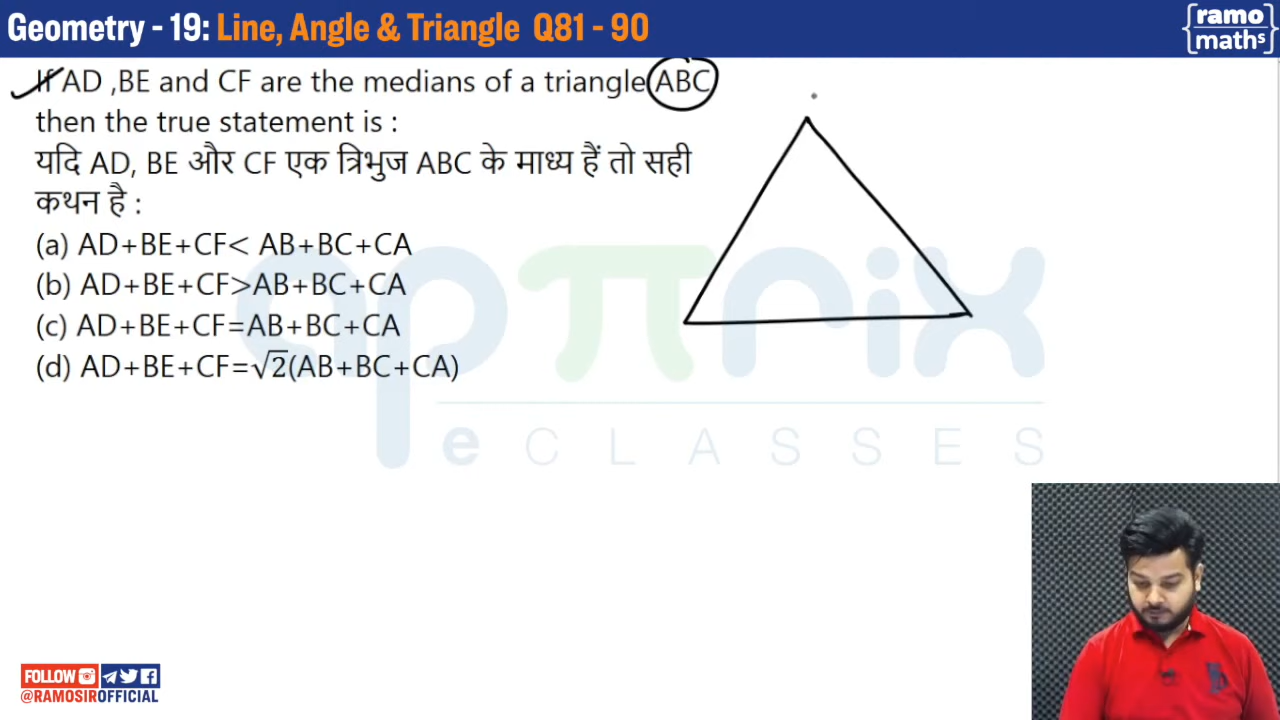 Geometry - 19: Line, Angle & Triangle Q81 - 90
ramo
maths
If AD ,BE and CF are the medians of a triangle ABC
then the true statement is :
यदि AD, BE और CF एक त्रिभुज ABC के माध्य हैं तो सही
कथन है :
(a) AD+BE+CF< AB+BC+CA
(b) AD+BE+CF>AB+BC+CA
(c) AD+BE+CF=AB+BC+CA
(d) AD+BE+CF=√2(AB+BC+CA)
apπrix
eCLASSES
FOLLOW
@RAMOSIROFFICIAL